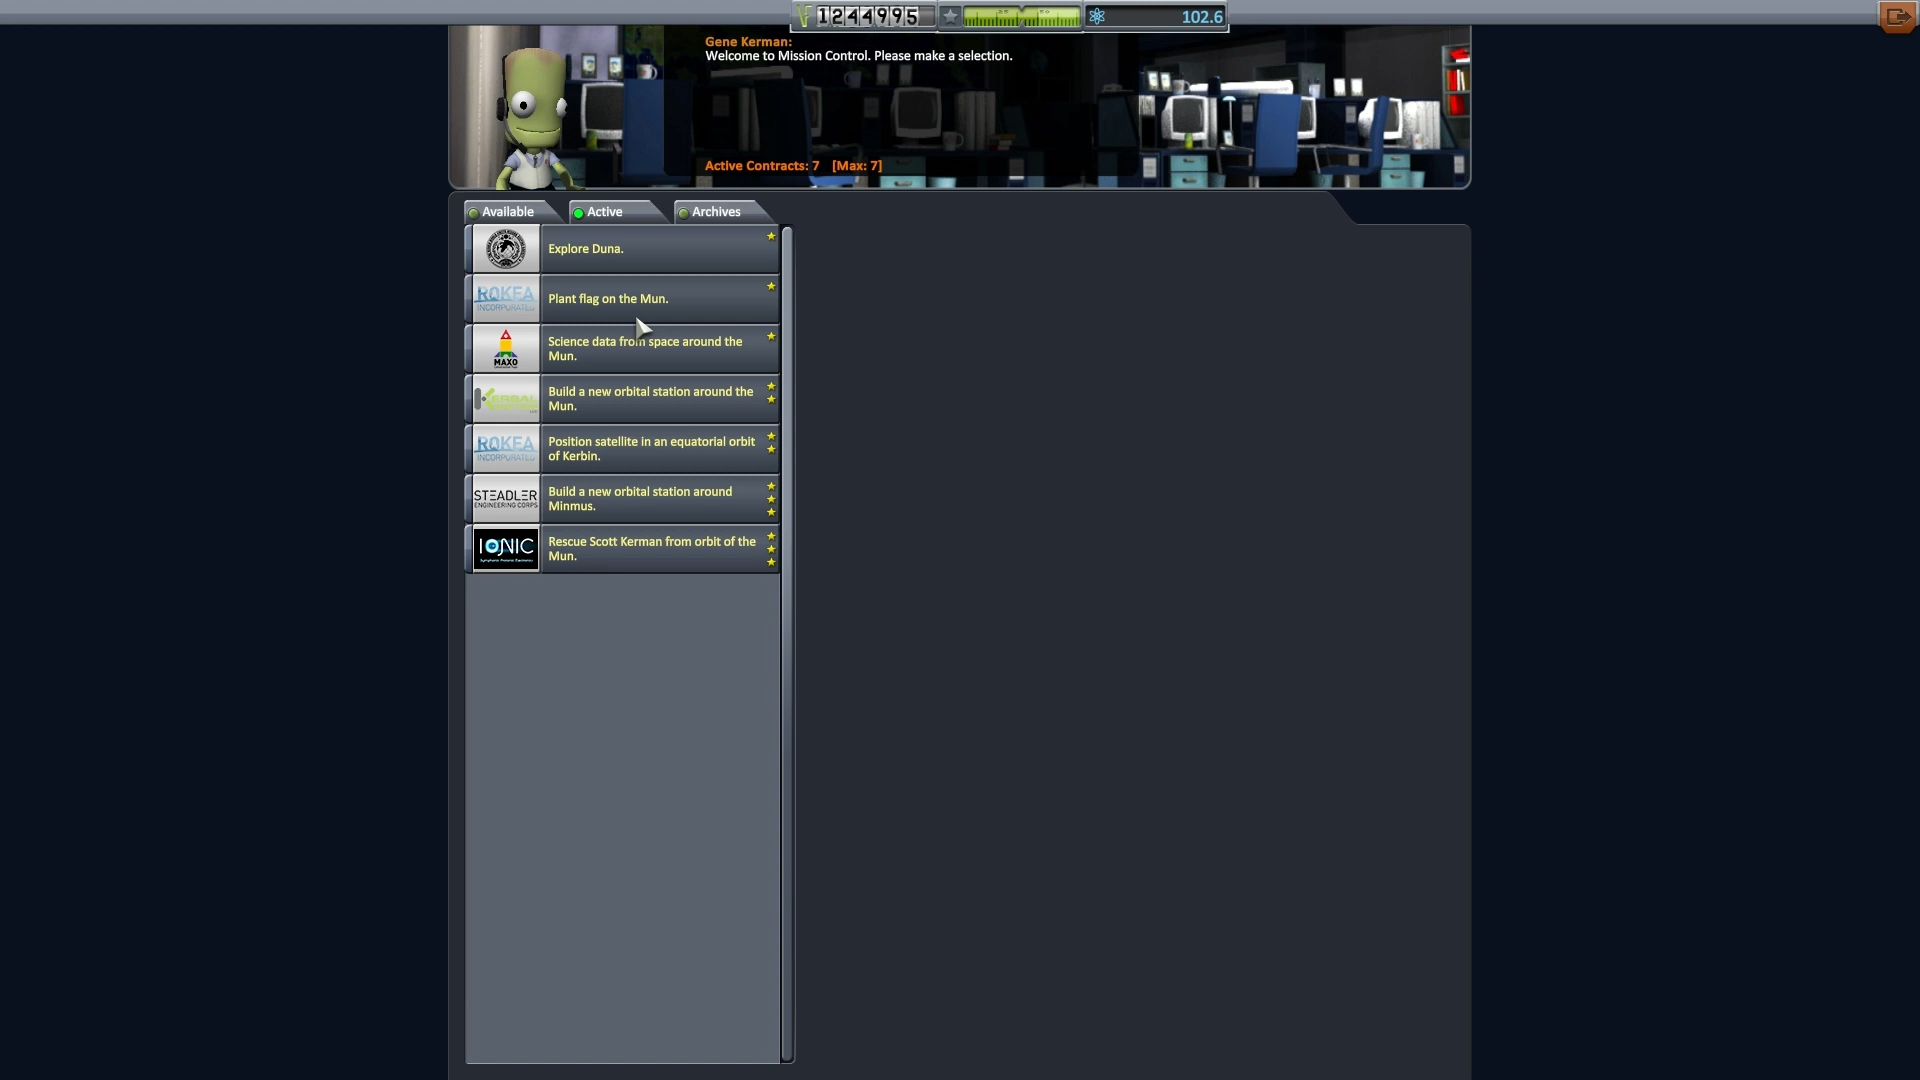 1244995
102.6
Gene Kerman:
Welcome to Mission Control. Please make a selection.
Active Contracts: 7 [Max: 7]
Available
Active
Archives
Explore Duna.
ROKEA
INCORPORATED
Plant flag on the Mun.
MAXO
Science data from space around the
Mun.
KERBAL
Build a new orbital station around the
Mun.
ROKEA
INCORPORATED
Position satellite in an equatorial orbit
of Kerbin.
STEADLER
ENGINEERING CORPS
Build a new orbital station around
Minmus.
IONIC
Rescue Scott Kerman from orbit of the
Mun.